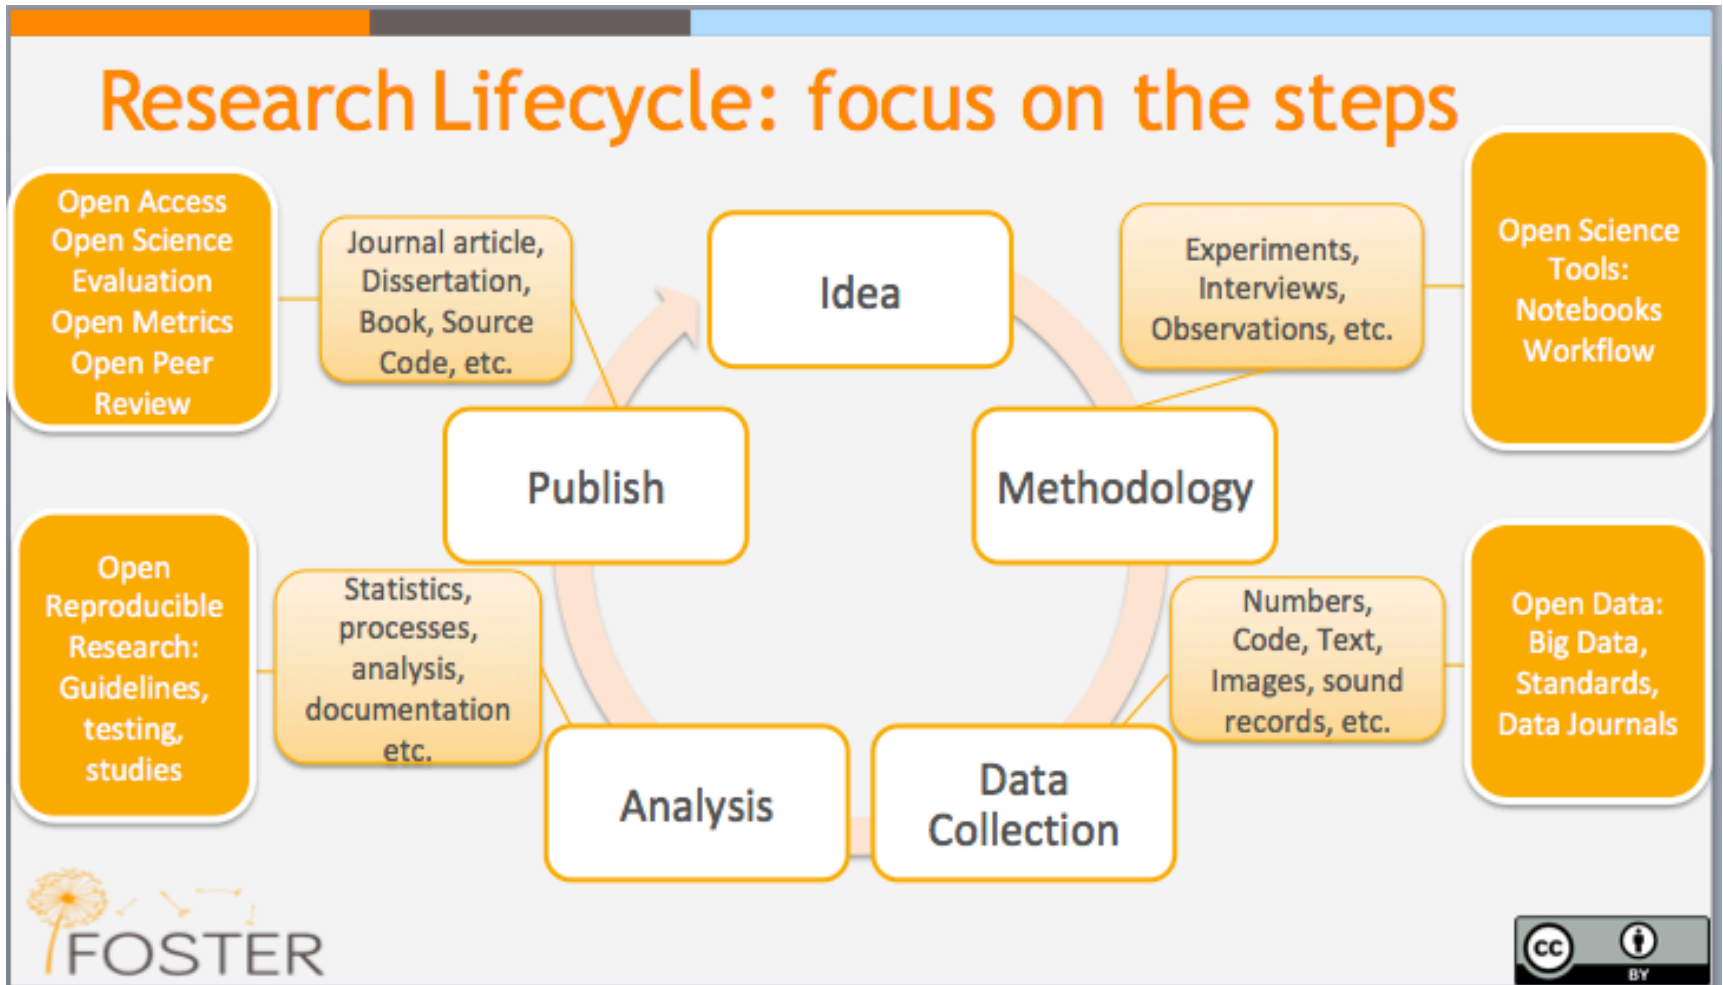 Research Lifecycle: focus on the steps
Open Access
Open Science
Evaluation
Open Metrics
Open Peer
Review
Journal article,
Dissertation,
Book, Source
Code, etc.
Idea
Experiments,
Interviews,
Observations, etc.
Open Science
Tools:
Notebooks
Workflow
Publish
Methodology
Open
Reproducible
Research:
Guidelines,
testing,
studies
Statistics,
processes,
analysis,
documentation
etc.
Numbers,
Code, Text,
Images, sound
records, etc.
Open Data:
Big Data,
Standards,
Data Journals
Analysis
Data
Collection
FOSTER
cc
BY